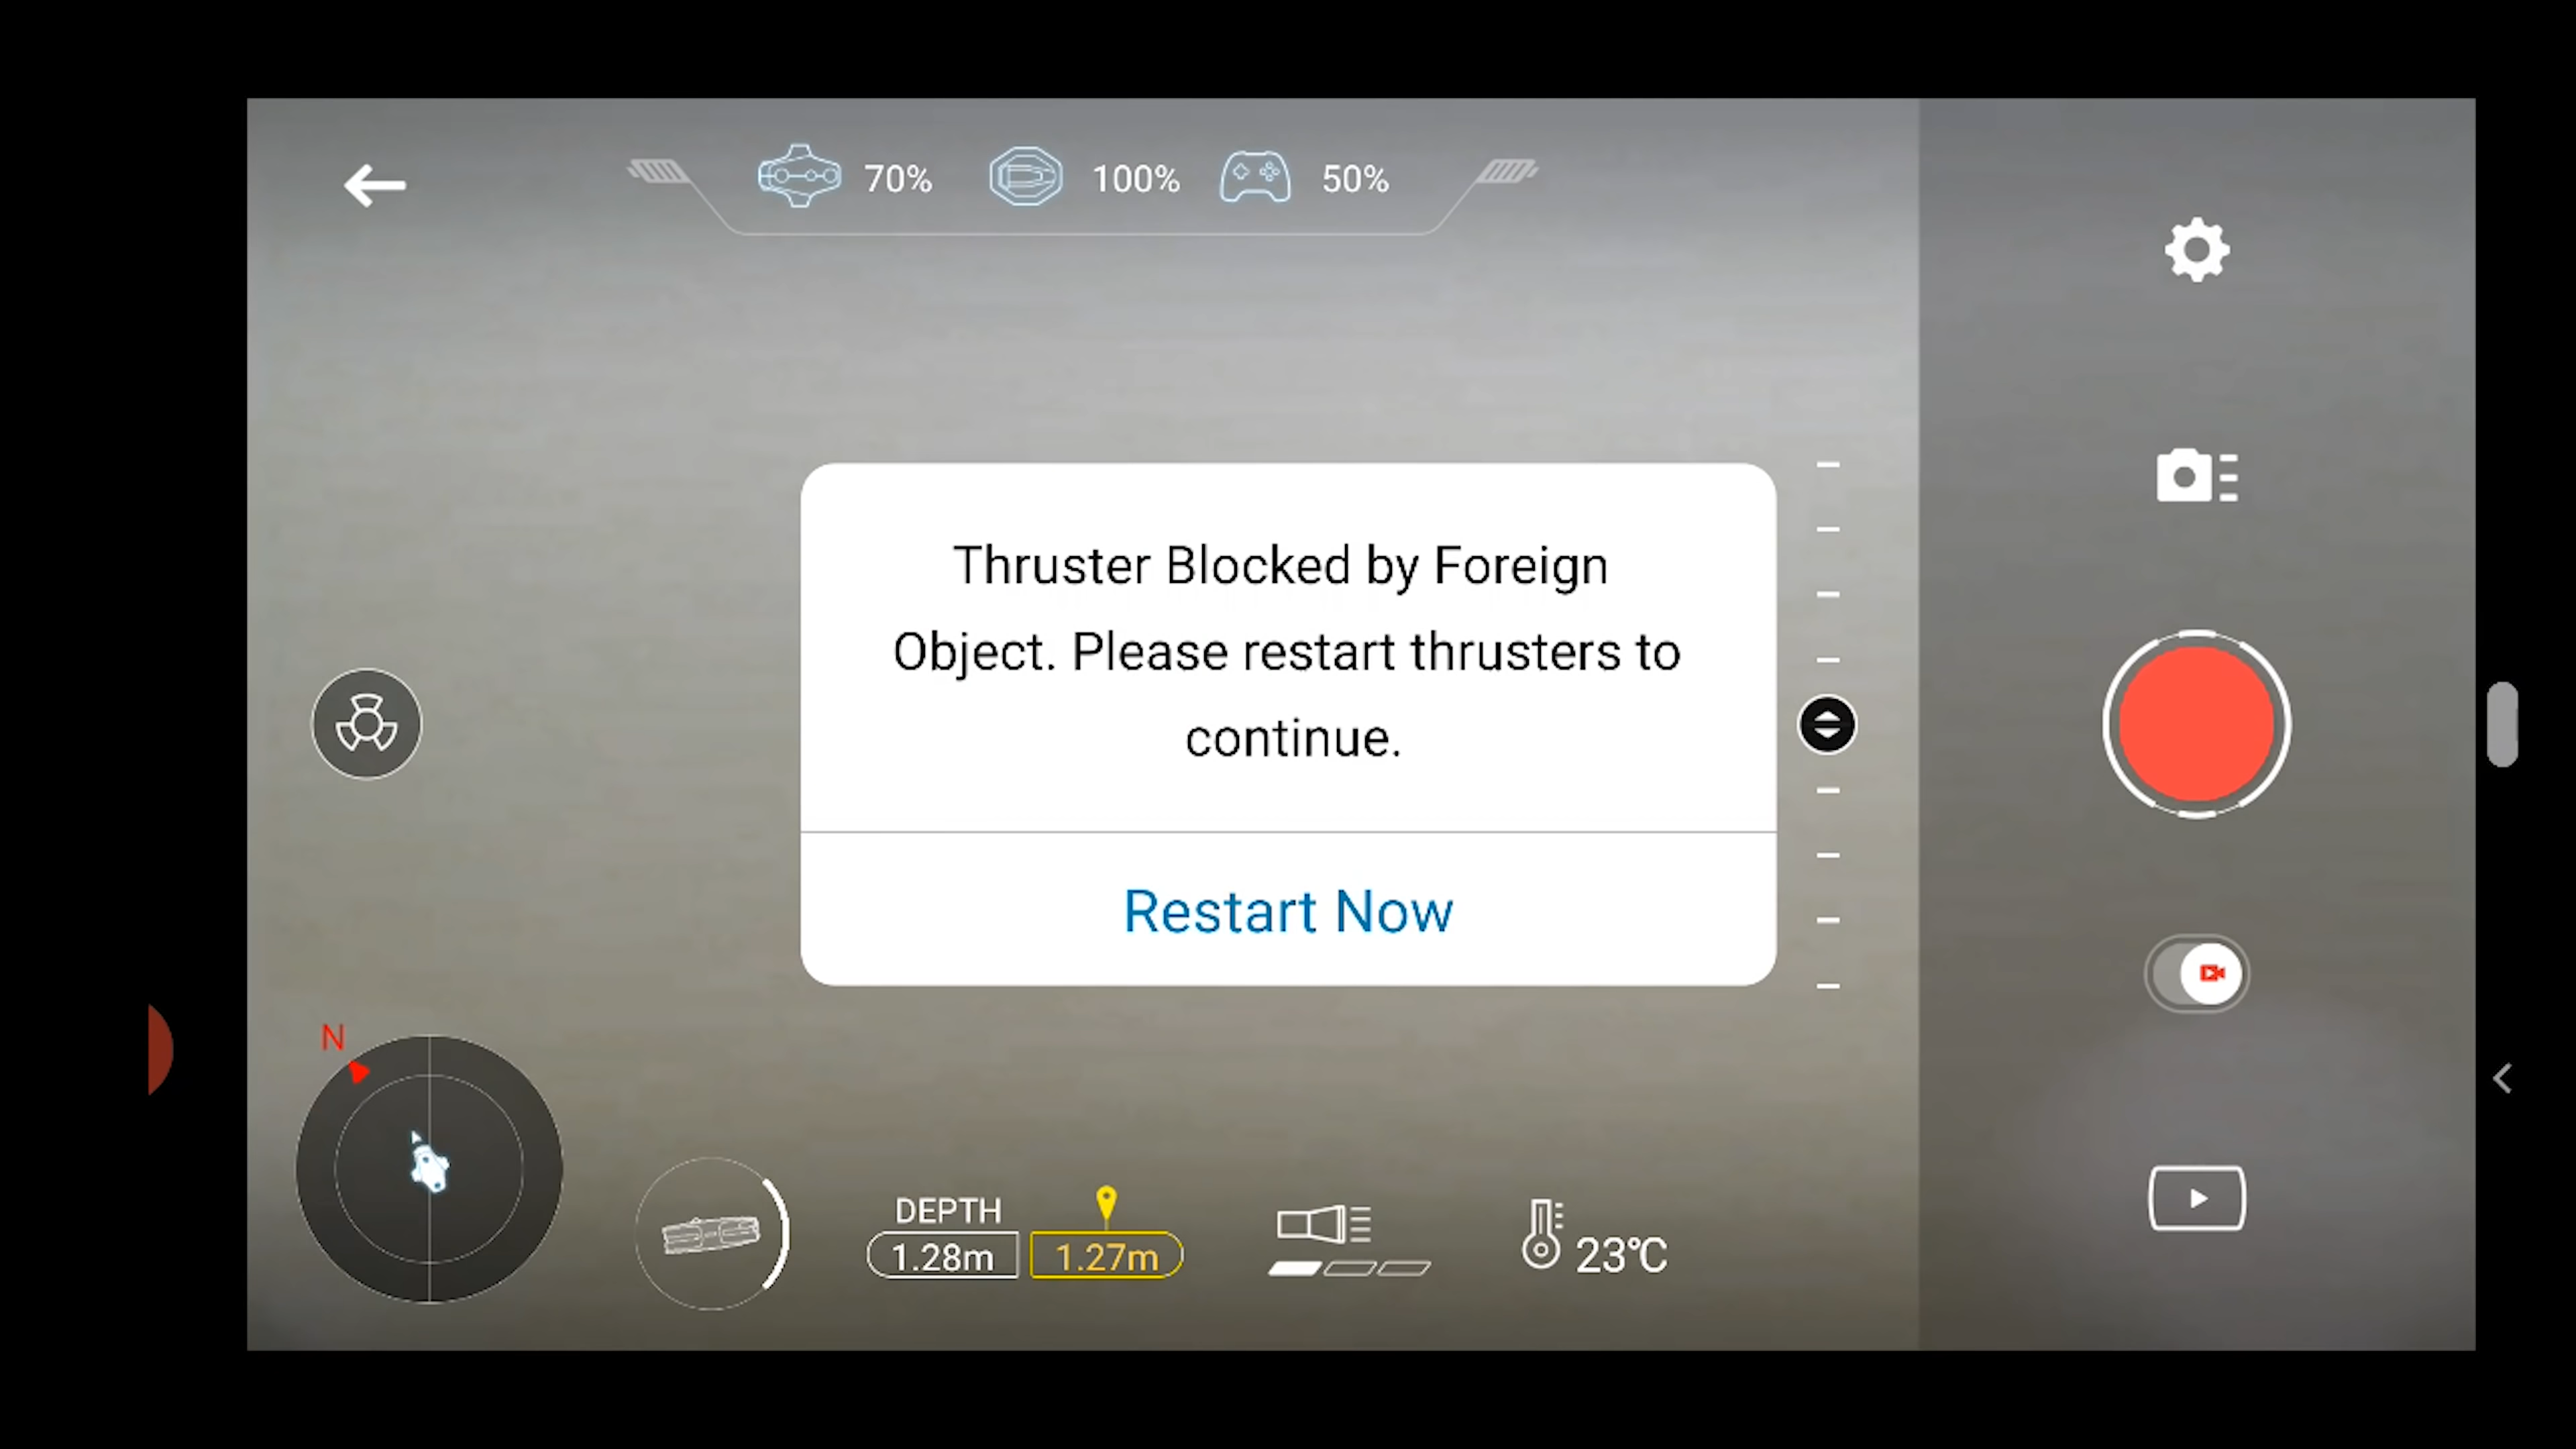 70% 100% 50%
Thruster Blocked by Foreign
Object. Please restart thrusters to
continue.
Restart Now
N
DEPTH
1.28m 1.27m
23℃